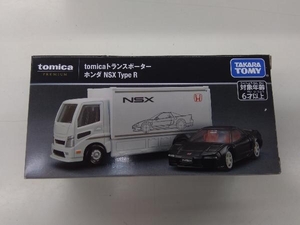 tomica
PREMIUM
tomicaトランスポーター
ホンダ NSX Type R
TAKARA
TOMY
対象年齢
6才以上
NSX